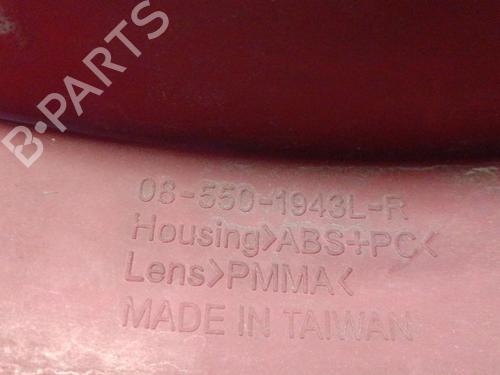 B-PARTS
08-550-1943L-R
Housing>ABS+PC<
Lens>PMMA<
MADE IN TAIWAN